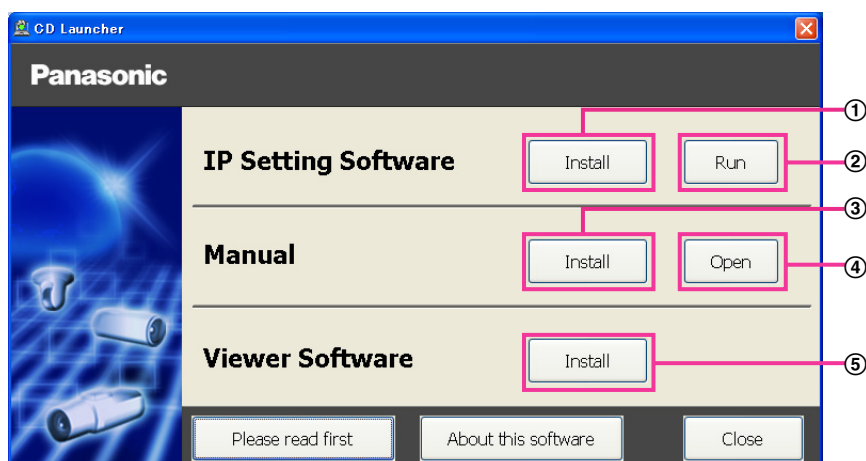 CD Launcher
Panasonic
①
IP Setting Software Install Run ②
③
Manual Install Open ④
Viewer Software Install ⑤
Please read first About this software Close